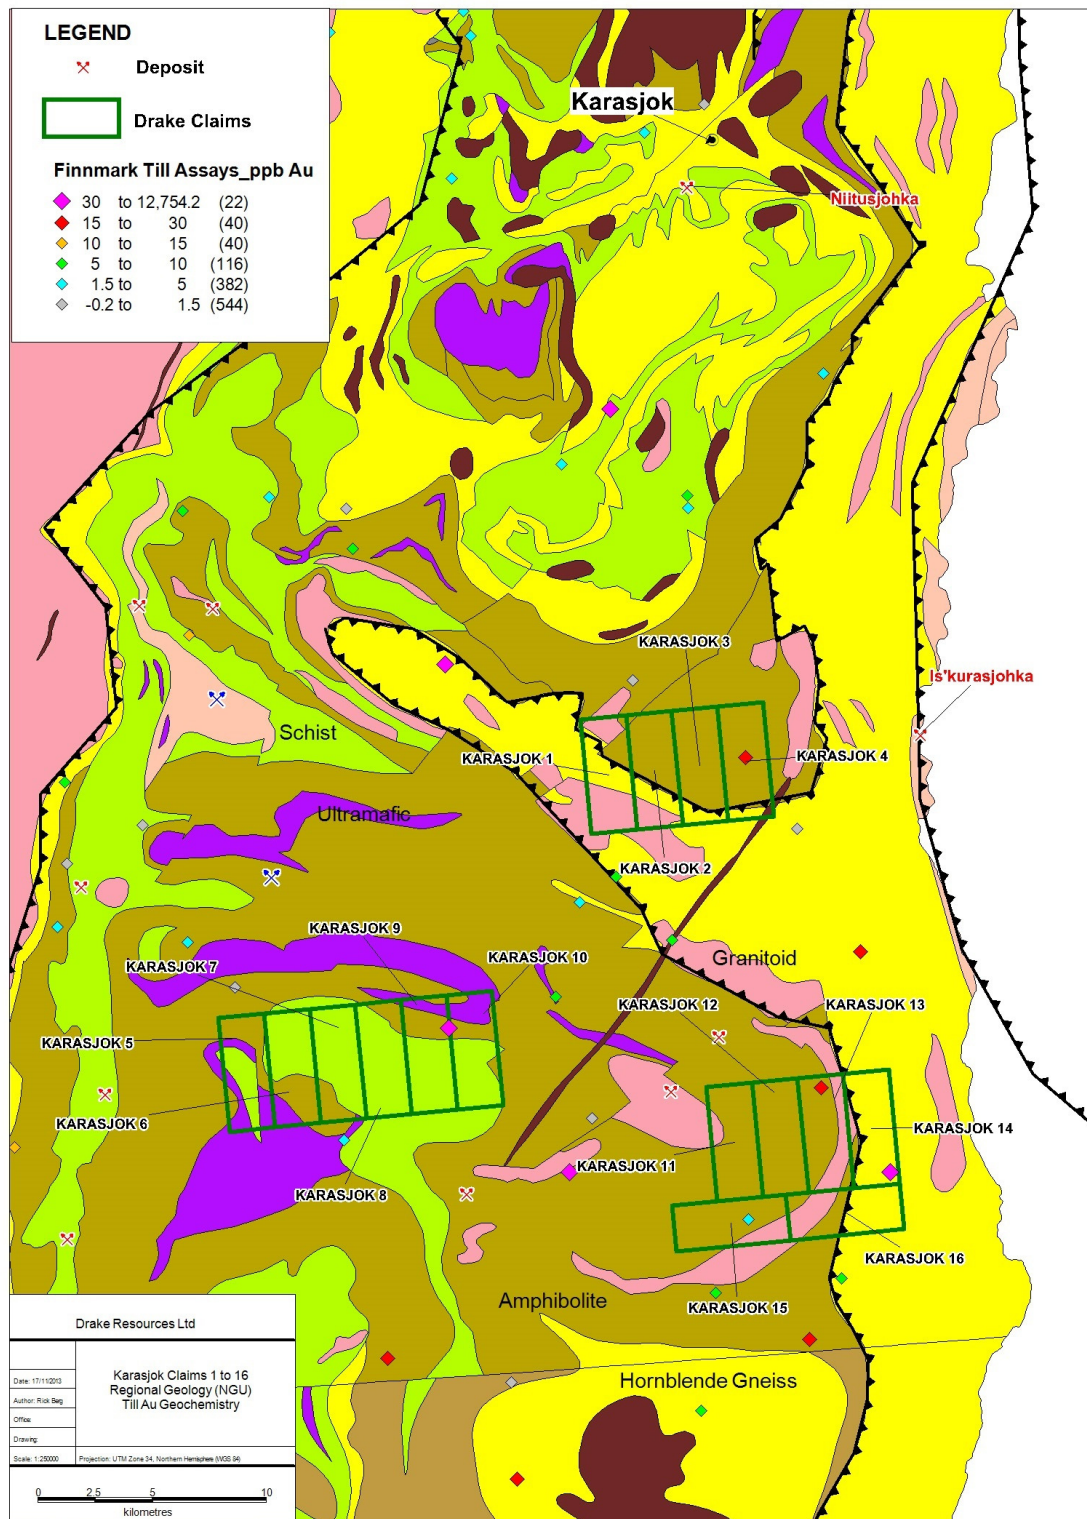 LEGEND
Deposit
Drake Claims
Finnmark Till Assays_ppb Au
30 to 12,754.2 (22)
15 to 30 (40)
10 to 15 (40)
5 to 10 (116)
1.5 to 5 (382)
-0.2 to 1.5 (544)
Karasjok
Niitusjohka
KARASJOK 3
Is'kurasjohka
Schist
KARASJOK 1
KARASJOK 4
Ultramafic
KARASJOK 2
KARASJOK 9
KARASJOK 10
KARASJOK 7
Granitoid
KARASJOK 12
KARASJOK 13
KARASJOK 5
KARASJOK 6
KARASJOK 14
KARASJOK 11
KARASJOK 8
KARASJOK 16
Amphibolite
KARASJOK 15
Hornblende Gneiss
Drake Resources Ltd
Date: 17/11/2013
Author: Rick Berg
Office:
Drawing:
Karasjok Claims 1 to 16
Regional Geology (NGU)
Till Au Geochemistry
Scale: 1:250000
Projection: UTM Zone 34, Northern Hemisphere (WGS 84)
0 2.5 5 10
kilometres